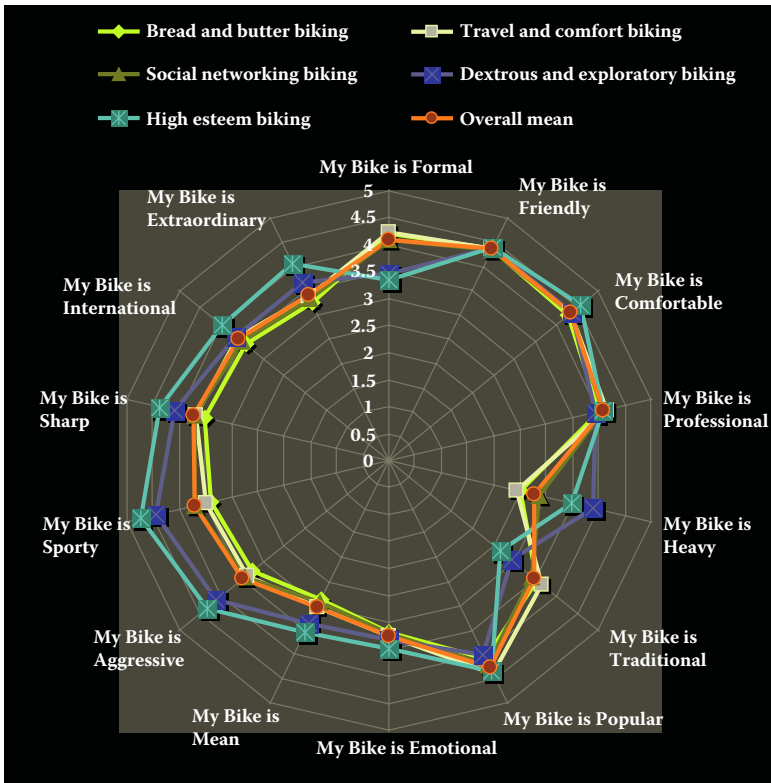 Bread and butter biking
Travel and comfort biking
Social networking biking
Dextrous and exploratory biking
High esteem biking
Overall mean
My Bike is Formal
My Bike is
Friendly
My Bike is
Comfortable
My Bike is
Professional
My Bike is
Heavy
My Bike is
Traditional
My Bike is Popular
My Bike is Emotional
My Bike is
Mean
My Bike is
Aggressive
My Bike is
Sporty
My Bike is
Sharp
My Bike is
International
My Bike is
Extraordinary
5
4.5
4
3.5
3
2.5
2
1.5
1
0.5
0